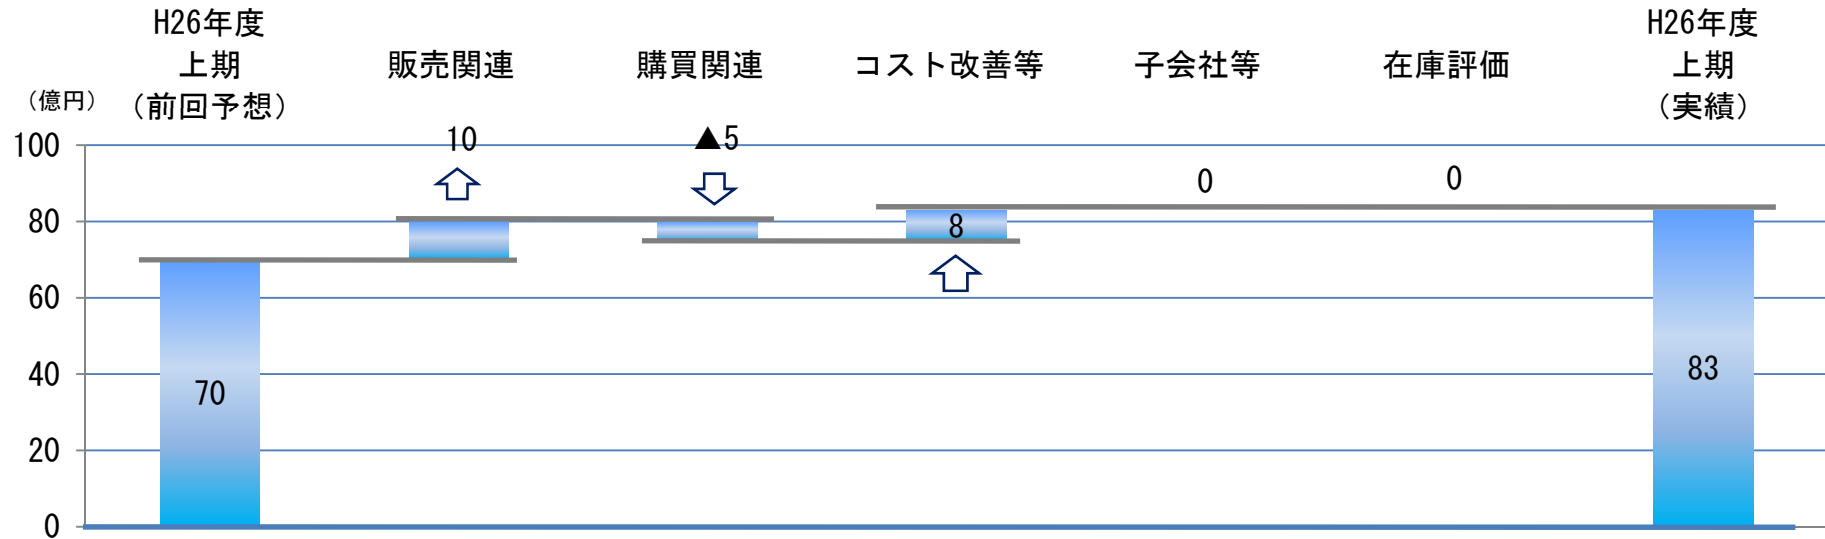 H26年度
上期
(前回予想)
販売関連
購買関連
コスト改善等
子会社等
在庫評価
H26年度
上期
(実績)
(億円)
100
80
60
40
20
0
70
10
▲5
8
0
0
83